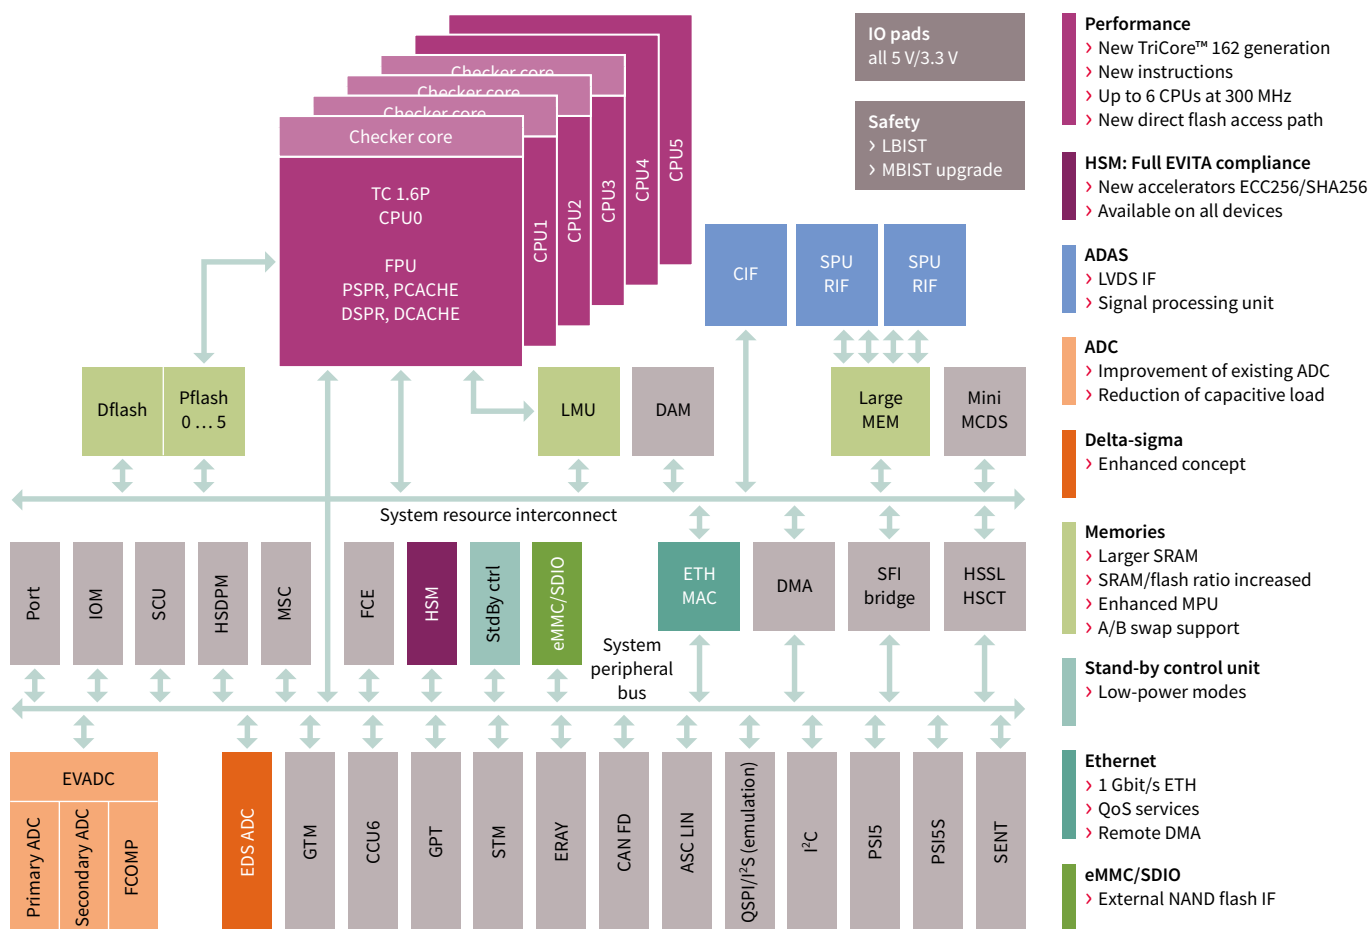 Checker core
Checker core
Checker core
Checker core
TC 1.6P
CPU0
FPU
PSPR, PCACHE
DSPR, DCACHE
CPU1
CPU2
CPU3
CPU4
CPU5
IO pads
all 5 V/3.3 V
Safety
› LBIST
› MBIST upgrade
CIF
SPU
RIF
SPU
RIF
Dflash
Pflash
0 … 5
LMU
DAM
Large
MEM
Mini
MCDS
System resource interconnect
Port
IOM
SCU
HSDPM
MSC
FCE
HSM
StdBy ctrl
eMMC/SDIO
System
peripheral
bus
ETH
MAC
DMA
SFI
bridge
HSSL
HSCT
EVADC
Primary ADC
Secondary ADC
FCOMP
EDS ADC
GTM
CCU6
GPT
STM
ERAY
CAN FD
ASC LIN
QSPI/I²S (emulation)
I²C
PSI5
PSI5S
SENT
Performance
› New TriCore™ 162 generation
› New instructions
› Up to 6 CPUs at 300 MHz
› New direct flash access path
HSM: Full EVITA compliance
› New accelerators ECC256/SHA256
› Available on all devices
ADAS
› LVDS IF
› Signal processing unit
ADC
› Improvement of existing ADC
› Reduction of capacitive load
Delta-sigma
› Enhanced concept
Memories
› Larger SRAM
› SRAM/flash ratio increased
› Enhanced MPU
› A/B swap support
Stand-by control unit
› Low-power modes
Ethernet
› 1 Gbit/s ETH
› QoS services
› Remote DMA
eMMC/SDIO
› External NAND flash IF